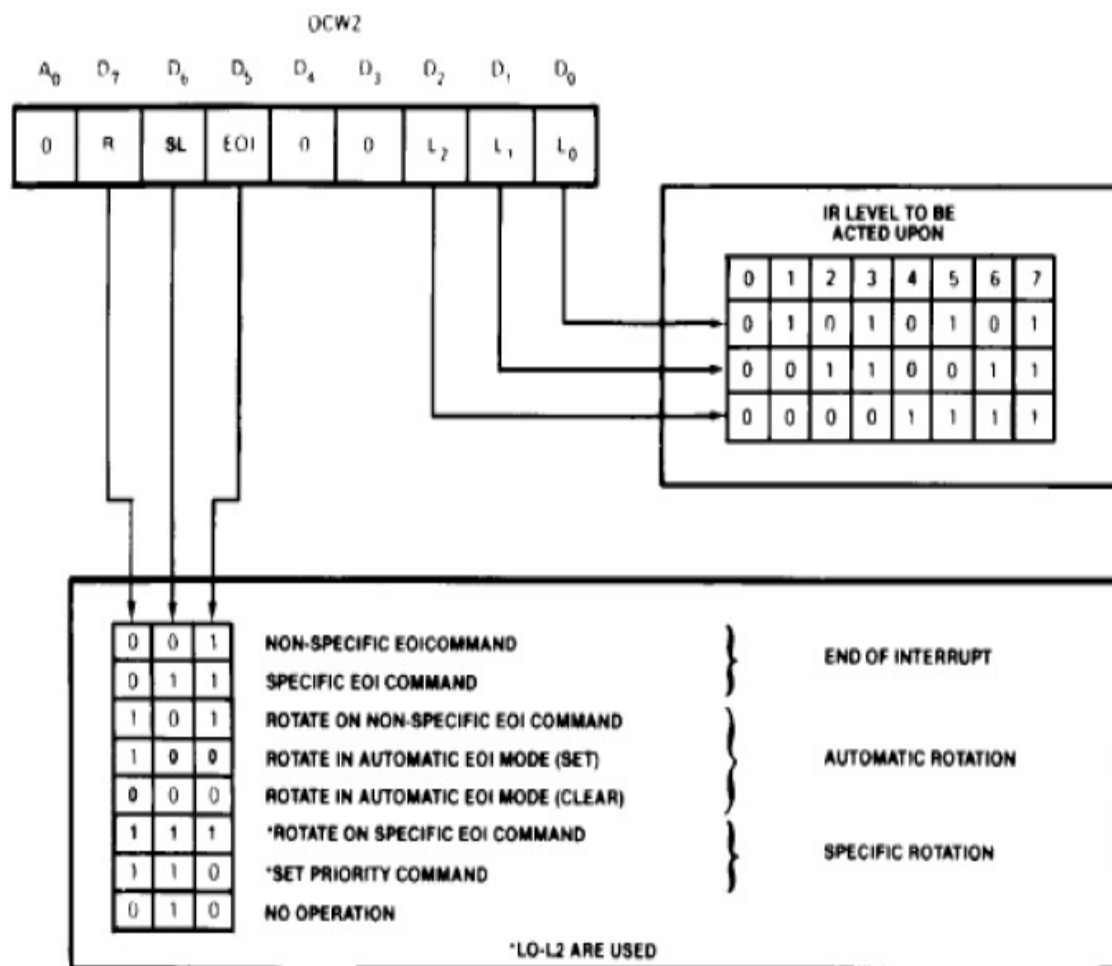 OCW2
A0 D7 D6 D5 D4 D3 D2 D1 D0
0 R SL EOI 0 0 L2 L1 L0
IR LEVEL TO BE
ACTED UPON
0 1 2 3 4 5 6 7
0 1 0 1 0 1 0 1
0 0 1 1 0 0 1 1
0 0 0 0 1 1 1 1
0 0 1 NON-SPECIFIC EOICOMMAND
END OF INTERRUPT
0 1 1 SPECIFIC EOI COMMAND
1 0 1 ROTATE ON NON-SPECIFIC EOI COMMAND
1 0 0 ROTATE IN AUTOMATIC EOI MODE (SET)
AUTOMATIC ROTATION
0 0 0 ROTATE IN AUTOMATIC EOI MODE (CLEAR)
1 1 1 *ROTATE ON SPECIFIC EOI COMMAND
SPECIFIC ROTATION
1 1 0 *SET PRIORITY COMMAND
0 1 0 NO OPERATION
*LO-L2 ARE USED